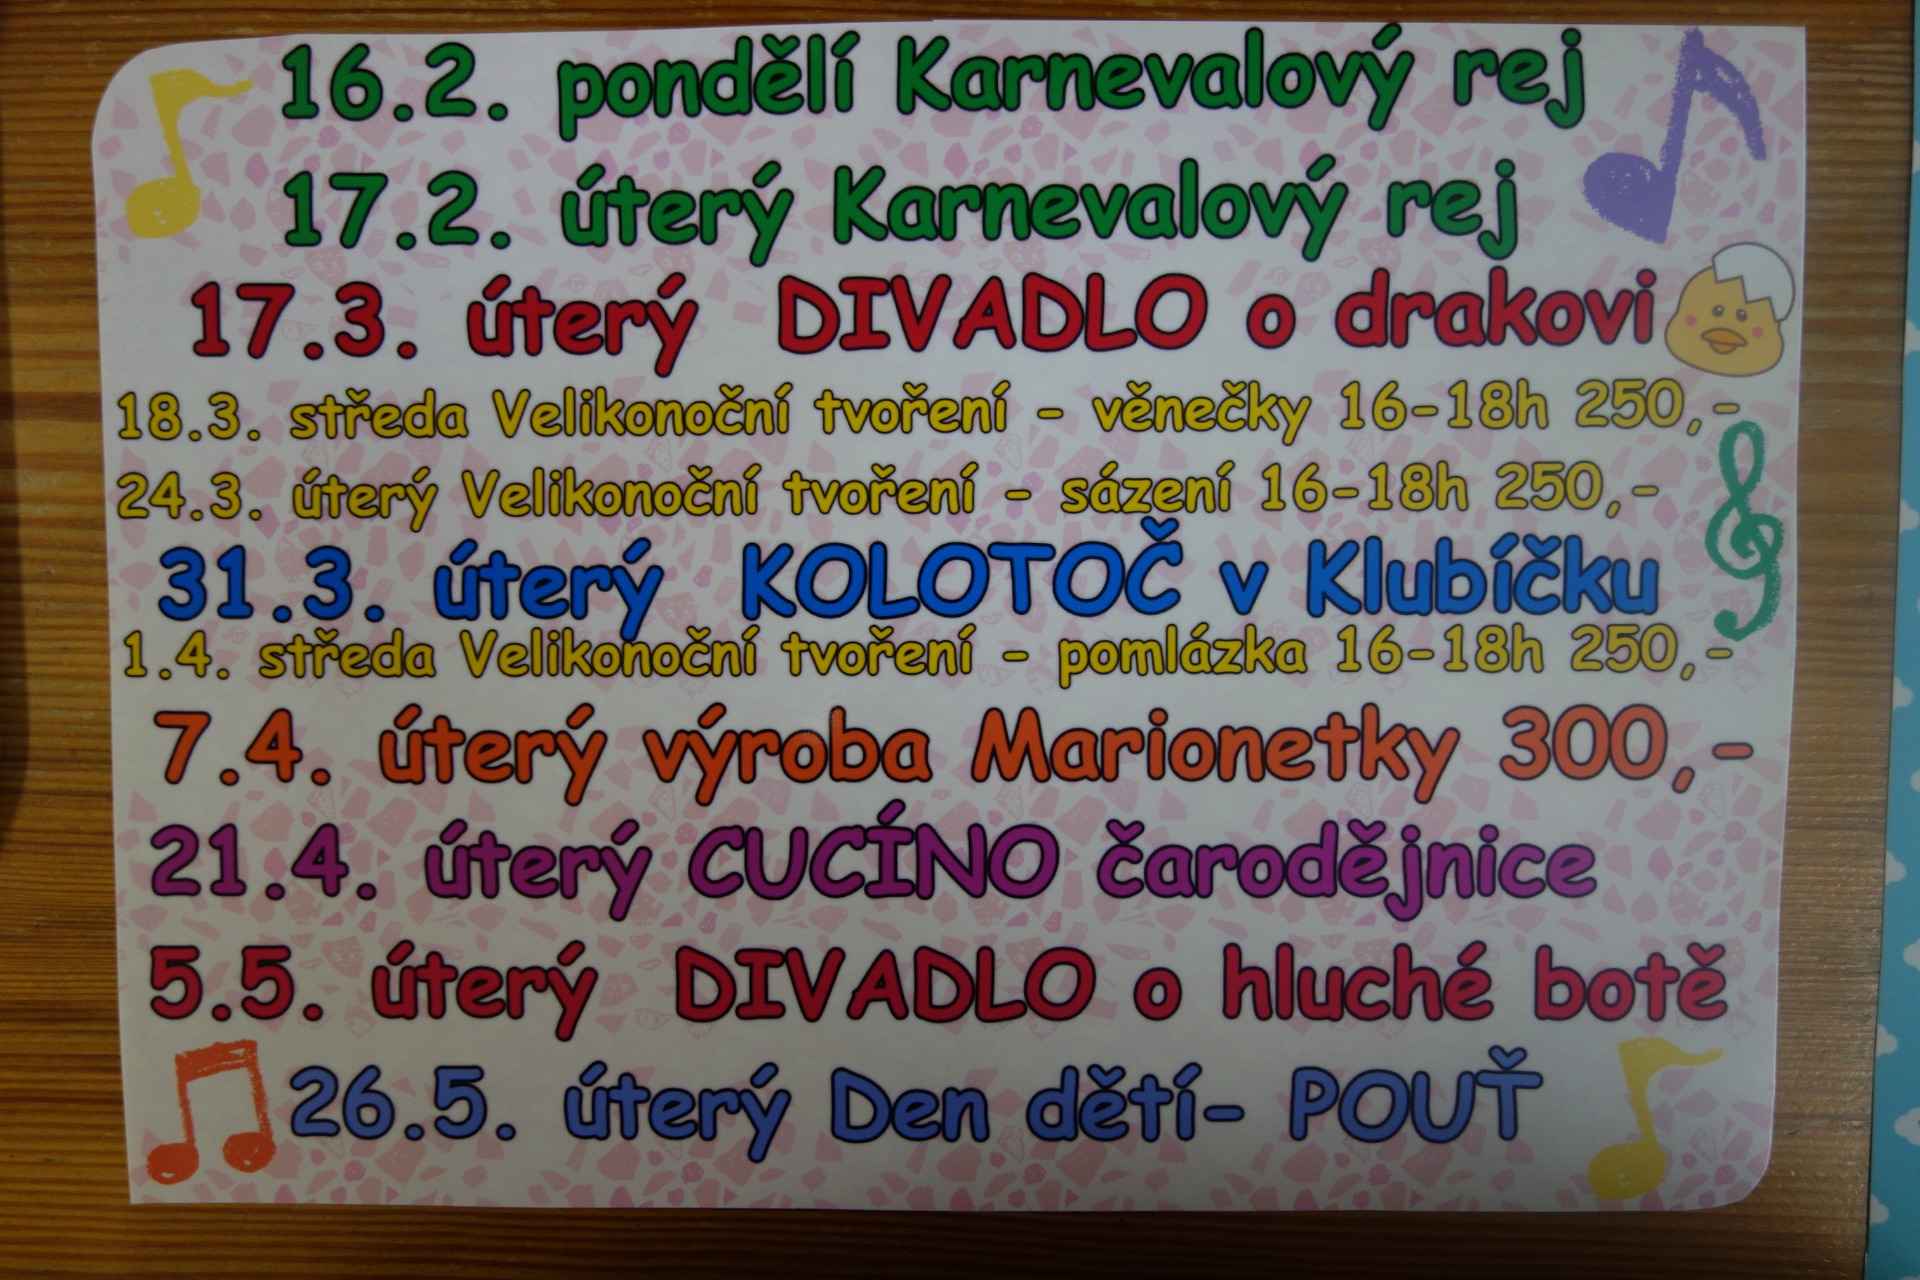 16.2. pondělí Karnevalový rej
17.2. úterý Karnevalový rej
17.3. úterý DIVADLO o drakovi
18.3. středa Velikonoční tvoření - věnečky 16-18h 250,-
24.3. úterý Velikonoční tvoření - sázení 16-18h 250,-
31.3. úterý KOLOTOČ v Klubíčku
1.4. středa Velikonoční tvoření - pomlázka 16-18h 250,-
7.4. úterý výroba Marionetky 300,-
21.4. úterý CUCÍNO čarodějnice
5.5. úterý DIVADLO o hluché botě
26.5. úterý Den dětí- POUŤ